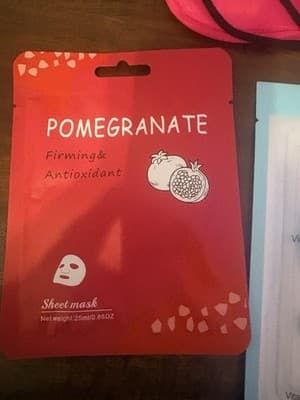 POMEGRANATE
Firming&
Antioxidant
Sheet mask
Net weight:25ml/0.85OZ